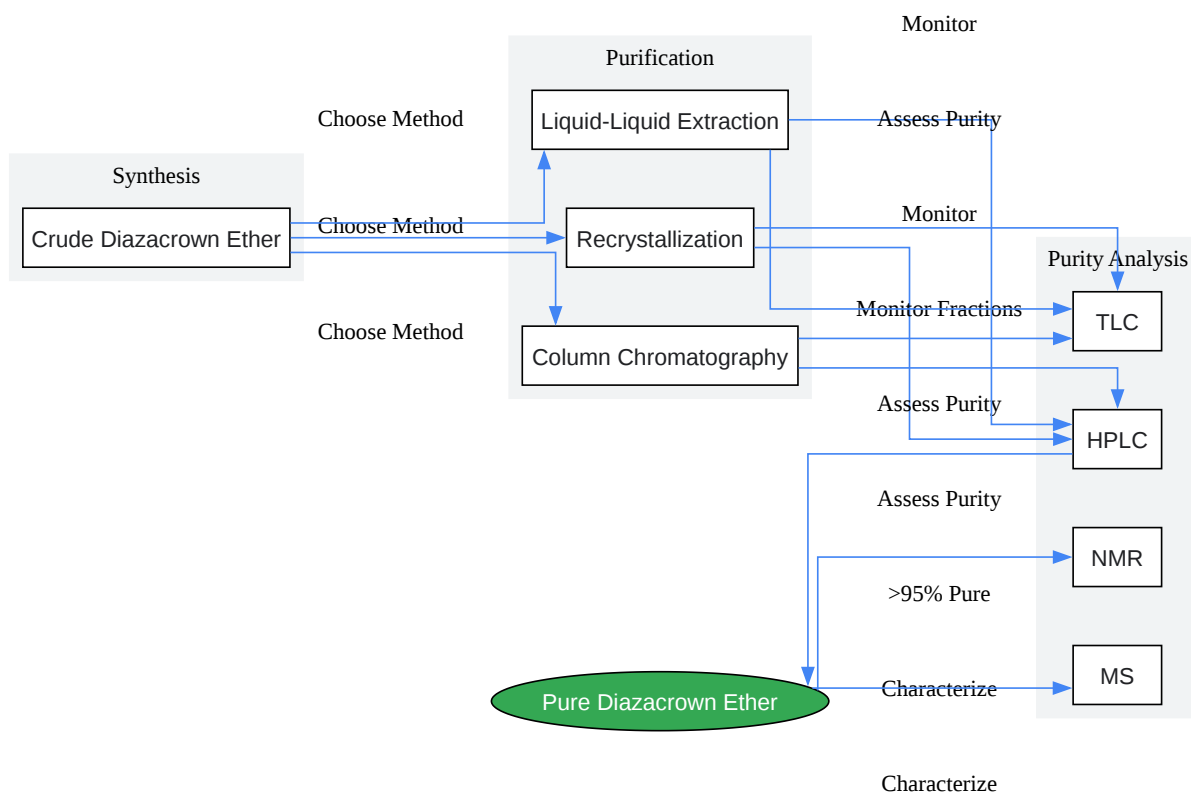 Monitor
Purification
Liquid-Liquid Extraction
Choose Method
Assess Purity
Synthesis
Crude Diazacrown Ether
Choose Method
Recrystallization
Monitor
Purity Analysis
Monitor Fractions
TLC
Choose Method
Column Chromatography
Assess Purity
HPLC
Assess Purity
NMR
>95% Pure
MS
Pure Diazacrown Ether
Characterize
Characterize